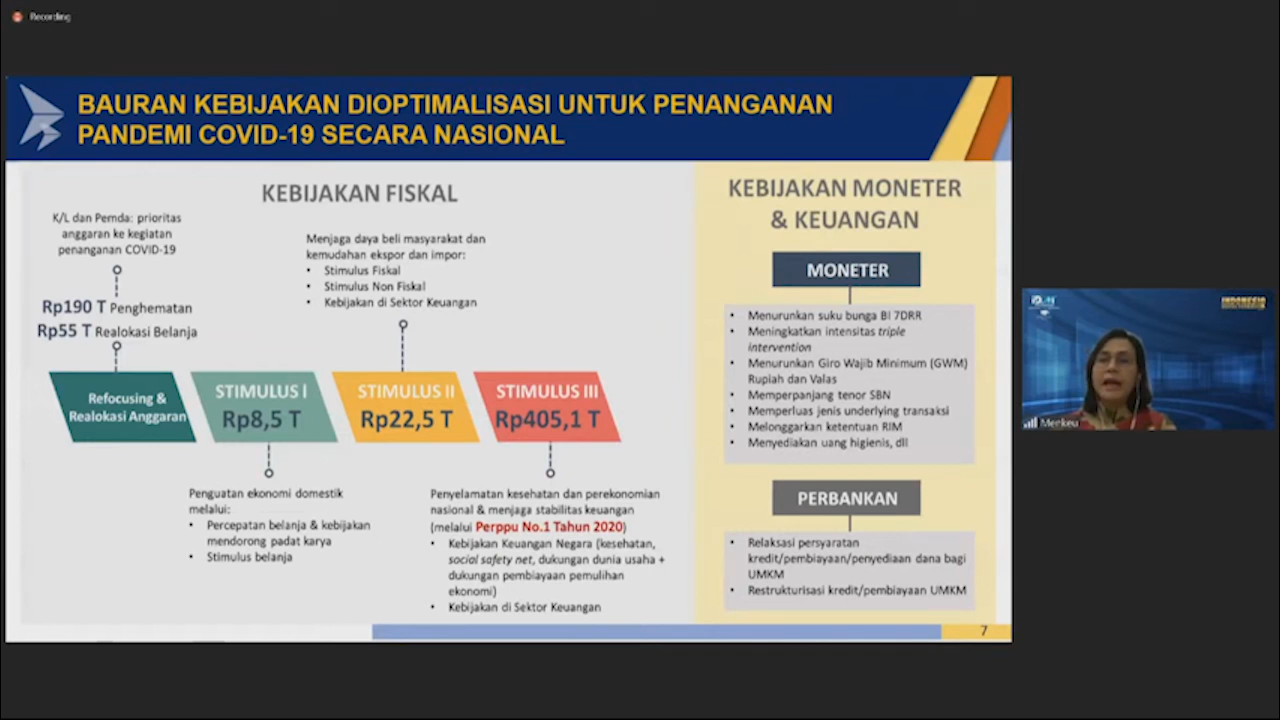 Recording
BAURAN KEBIJAKAN DIOPTIMALISASI UNTUK PENANGANAN
PANDEMI COVID-19 SECARA NASIONAL
KEBIJAKAN FISKAL
K/L dan Pemda: prioritas
anggaran ke kegiatan
penanganan COVID-19
Rp190 T Penghematan
Rp55 T Realokasi Belanja
Menjaga daya beli masyarakat dan
kemudahan ekspor dan impor:
• Stimulus Fiskal
• Stimulus Non Fiskal
• Kebijakan di Sektor Keuangan
Refocusing &
Realokasi Anggaran
STIMULUS I
Rp8,5 T
STIMULUS II
Rp22,5 T
STIMULUS III
Rp405,1 T
Penguatan ekonomi domestik
melalui:
• Percepatan belanja & kebijakan
mendorong padat karya
• Stimulus belanja
Penyelamatan kesehatan dan perekonomian
nasional & menjaga stabilitas keuangan
(melalui Perppu No.1 Tahun 2020)
• Kebijakan Keuangan Negara (kesehatan,
social safety net, dukungan dunia usaha +
dukungan pembiayaan pemulihan
ekonomi)
• Kebijakan di Sektor Keuangan
KEBIJAKAN MONETER
& KEUANGAN
MONETER
• Menurunkan suku bunga BI 7DRR
• Meningkatkan intensitas triple
intervention
• Menurunkan Giro Wajib Minimum (GWM)
Rupiah dan Valas
• Memperpanjang tenor SBN
• Memperluas jenis underlying transaksi
• Melonggarkan ketentuan RIM
• Menyediakan uang higienis, dll
PERBANKAN
• Relaksasi persyaratan
kredit/pembiayaan/penyediaan dana bagi
UMKM
• Restrukturisasi kredit/pembiayaan UMKM
7
INDONESIA
Menkeu